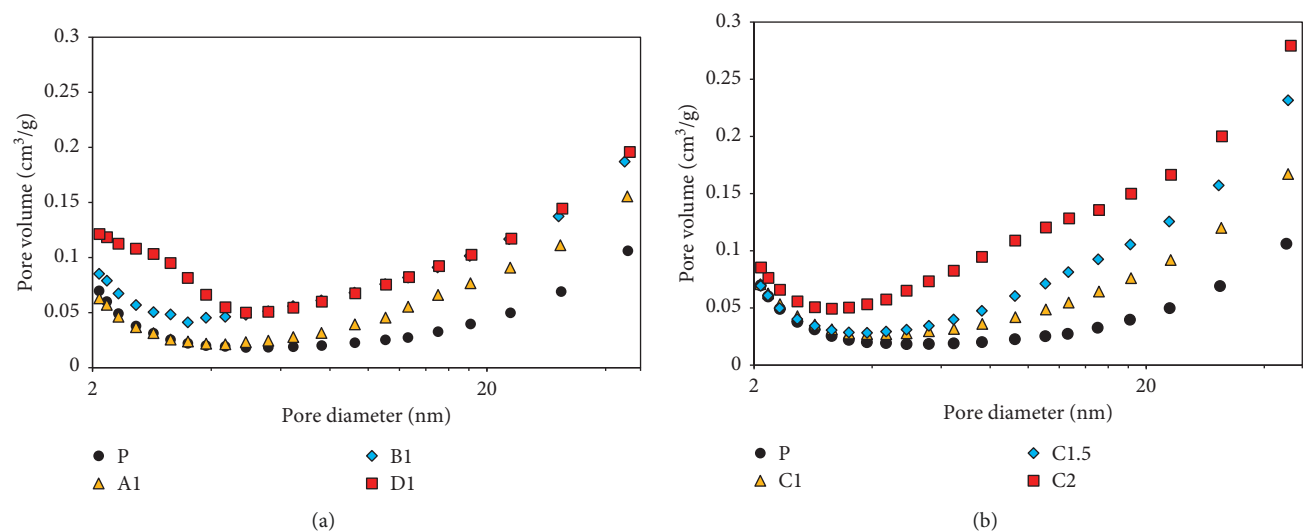 0.3
0.25
0.2
0.15
0.1
0.05
0
Pore volume (cm³/g)
2
20
Pore diameter (nm)
P
B1
A1
D1
(a)
0.3
0.25
0.2
0.15
0.1
0.05
0
Pore volume (cm³/g)
2
20
Pore diameter (nm)
P
C1.5
C1
C2
(b)